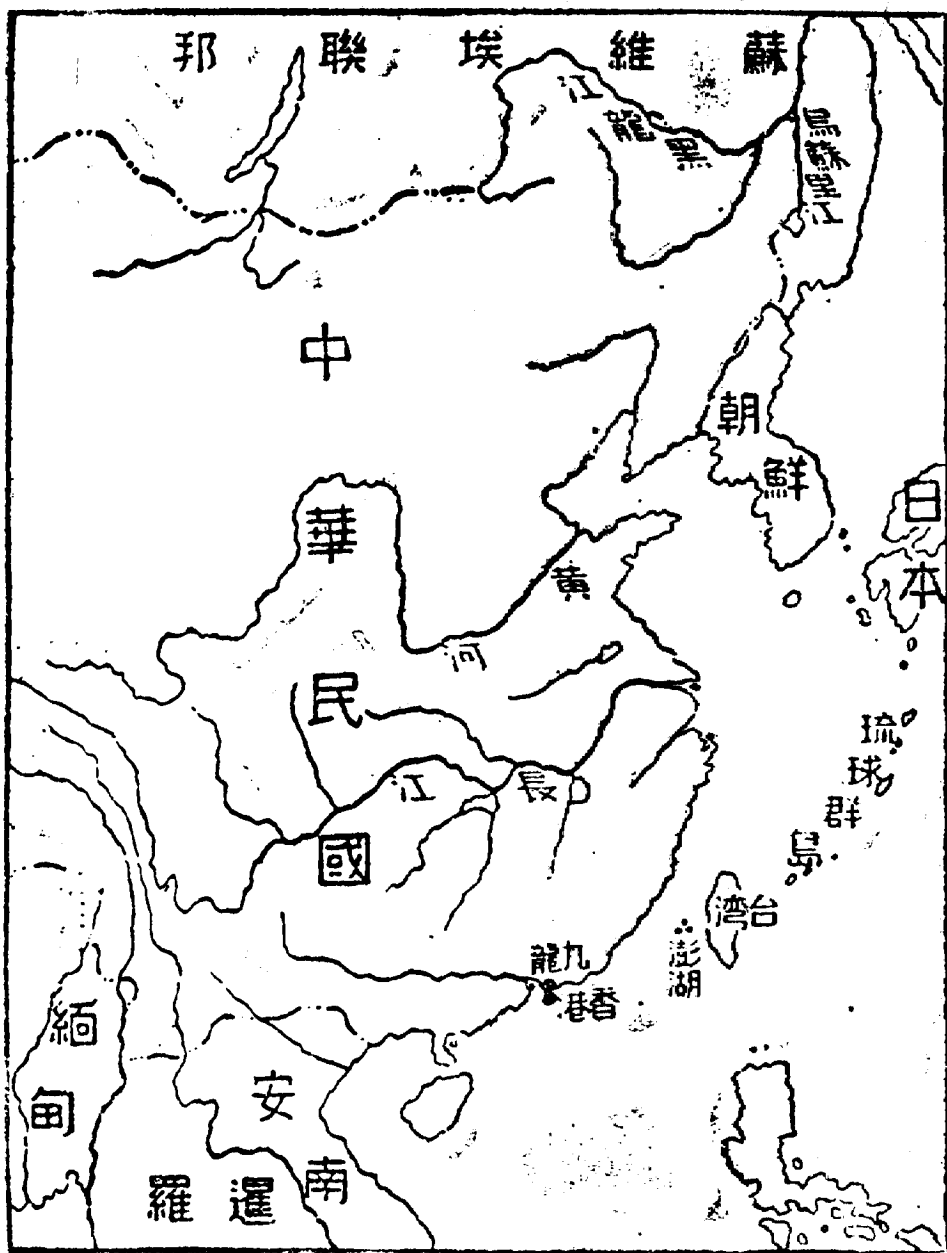 蘇維埃聯邦
黑龍江
烏蘇里江
中華民國
朝鮮
日本
黄河
長江
琉球群島
台湾
澎湖
九龍
香港
緬甸
安南
暹羅